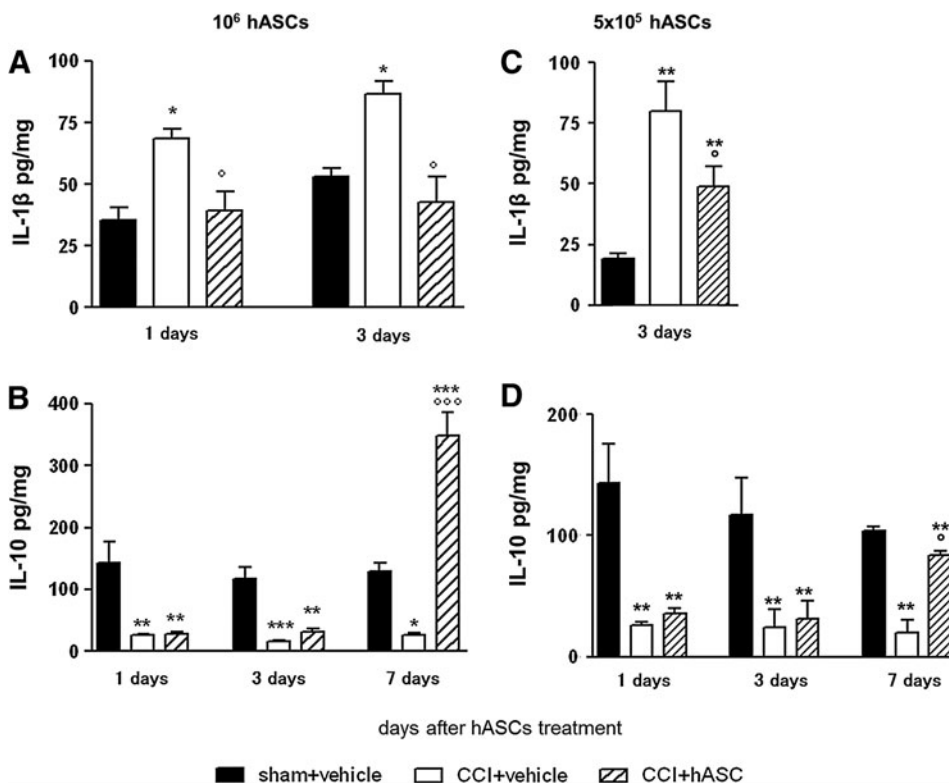 10⁶ hASCs
5x10⁵ hASCs
A
IL-1β pg/mg
100
75
50
25
0
*
°
*
°
1 days
3 days
C
IL-1β pg/mg
100
75
50
25
0
**
**
°
3 days
B
IL-10 pg/mg
400
300
200
100
0
**
**
***
**
*
***
°°°
1 days
3 days
7 days
D
IL-10 pg/mg
200
100
0
**
**
**
**
**
**
°
1 days
3 days
7 days
days after hASCs treatment
sham+vehicle CCI+vehicle CCI+hASC